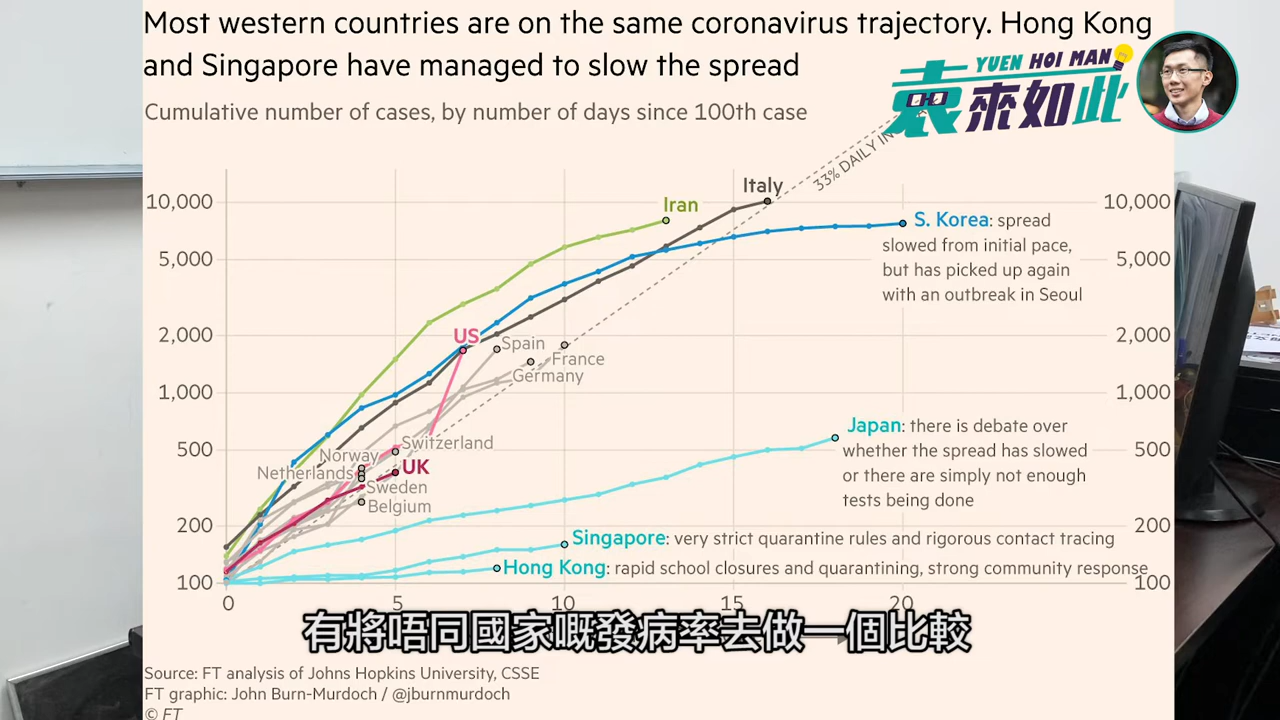 Most western countries are on the same coronavirus trajectory. Hong Kong
and Singapore have managed to slow the spread
YUEN HOI MAN
袁來如此
Cumulative number of cases, by number of days since 100th case
33% DAILY IN
10,000
5,000
2,000
1,000
500
200
100
10,000
5,000
2,000
1,000
500
200
100
Iran
Italy
S. Korea: spread
slowed from initial pace,
but has picked up again
with an outbreak in Seoul
US
Spain
France
Germany
Switzerland
Norway
Netherlands
UK
Sweden
Belgium
Japan: there is debate over
whether the spread has slowed
or there are simply not enough
tests being done
Singapore: very strict quarantine rules and rigorous contact tracing
Hong Kong: rapid school closures and quarantining, strong community response
0
5
10
15
20
有將唔同國家嘅發病率去做一個比較
Source: FT analysis of Johns Hopkins University, CSSE
FT graphic: John Burn-Murdoch / @jburnmurdoch
© FT